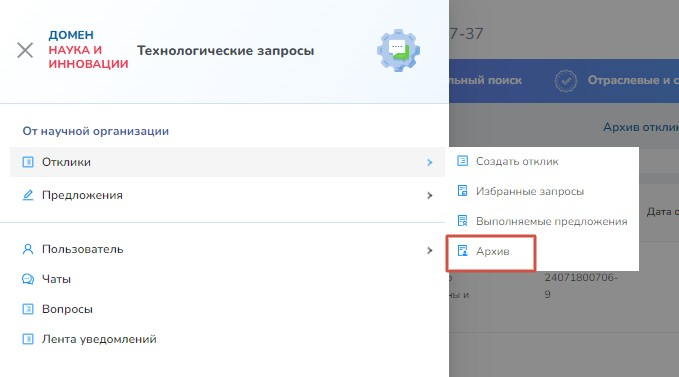 ДОМЕН
НАУКА И
ИННОВАЦИИ
Технологические запросы
7-37
льный поиск
Отраслевые и с
От научной организации
Архив отклик
Отклики
Предложения
Создать отклик
Избранные запросы
Выполняемые предложения
Архив
Дата о
Пользователь
Чаты
Вопросы
Лента уведомлений
ны и
24071800706-
9